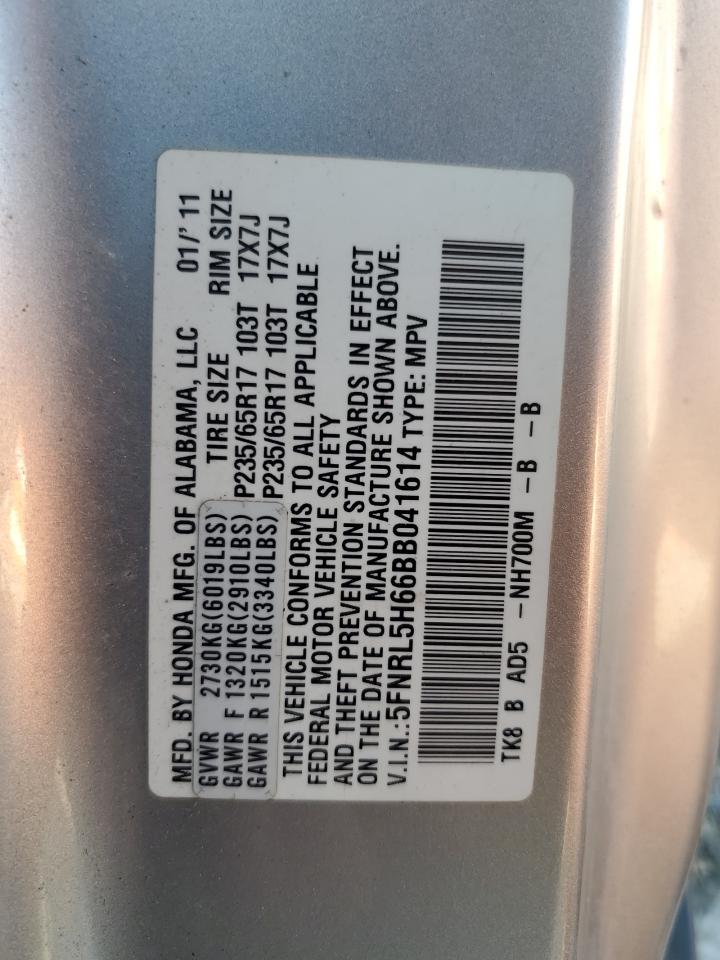 MFD. BY HONDA MFG. OF ALABAMA, LLC 01/'11
GVWR 2730KG(6019LBS) TIRE SIZE RIM SIZE
GAWR F 1320KG(2910LBS) P235/65R17 103T 17X7J
GAWR R 1515KG(3340LBS) P235/65R17 103T 17X7J
THIS VEHICLE CONFORMS TO ALL APPLICABLE
FEDERAL MOTOR VEHICLE SAFETY
AND THEFT PREVENTION STANDARDS IN EFFECT
ON THE DATE OF MANUFACTURE SHOWN ABOVE.
V.I.N.:5FNRL5H66BB041614 TYPE: MPV
TK8 B AD5 -NH700M -B -B